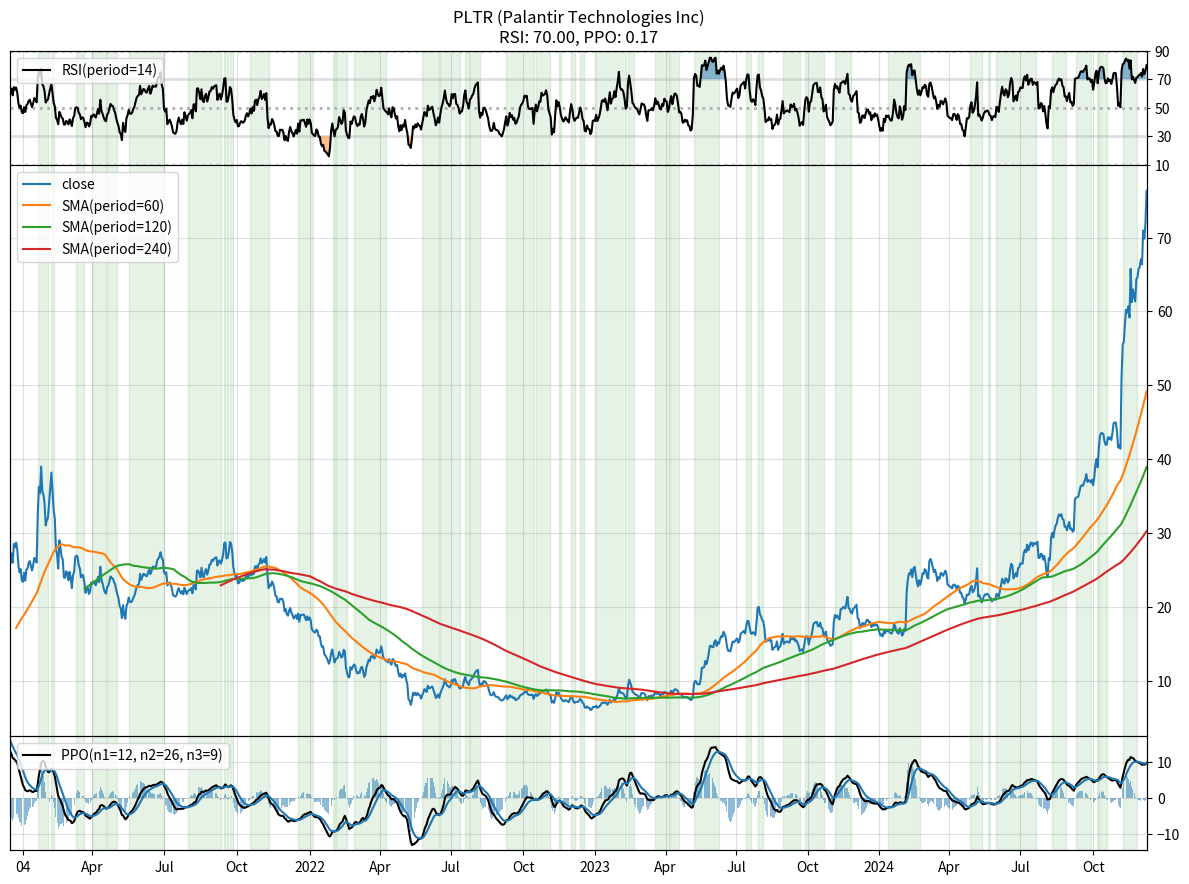 PLTR (Palantir Technologies Inc)
RSI: 70.00, PPO: 0.17
RSI(period=14)
90
70
50
30
10
close
SMA(period=60)
SMA(period=120)
SMA(period=240)
70
60
50
40
30
20
10
PPO(n1=12, n2=26, n3=9)
10
0
−10
04 Apr Jul Oct 2022 Apr Jul Oct 2023 Apr Jul Oct 2024 Apr Jul Oct